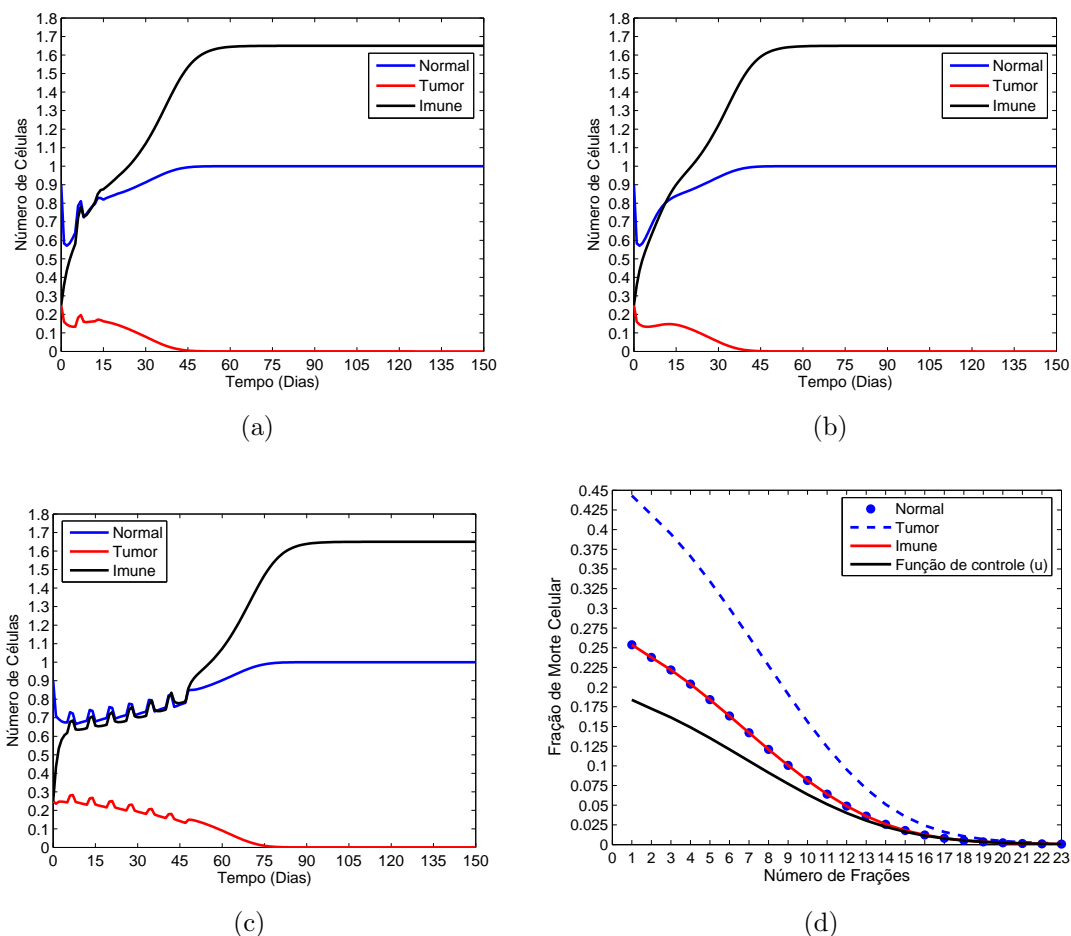 1.8
1.7
1.6
1.5
1.4
1.3
1.2
1.1
1
0.9
0.8
0.7
0.6
0.5
0.4
0.3
0.2
0.1
0
Número de Células
Normal
Tumor
Imune
0 15 30 45 60 75 90 105 120 135 150
Tempo (Dias)
(a)
1.8
1.7
1.6
1.5
1.4
1.3
1.2
1.1
1
0.9
0.8
0.7
0.6
0.5
0.4
0.3
0.2
0.1
0
Número de Células
Normal
Tumor
Imune
0 15 30 45 60 75 90 105 120 135 150
Tempo (Dias)
(b)
1.8
1.7
1.6
1.5
1.4
1.3
1.2
1.1
1
0.9
0.8
0.7
0.6
0.5
0.4
0.3
0.2
0.1
0
Número de Células
Normal
Tumor
Imune
0 15 30 45 60 75 90 105 120 135 150
Tempo (Dias)
(c)
0.45
0.425
0.4
0.375
0.35
0.325
0.3
0.275
0.25
0.225
0.2
0.175
0.15
0.125
0.1
0.075
0.05
0.025
0
Fração de Morte Celular
Normal
Tumor
Imune
Função de controle (u)
0 1 2 3 4 5 6 7 8 9 10 11 12 13 14 15 16 17 18 19 20 21 22 23
Número de Frações
(d)